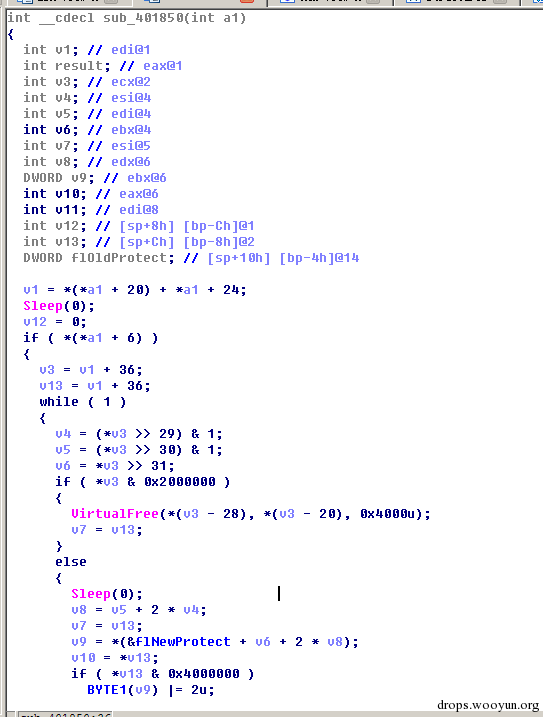 int __cdecl sub_401850(int a1)
{
int v1; // edi@1
int result; // eax@1
int v3; // ecx@2
int v4; // esi@4
int v5; // edi@4
int v6; // ebx@4
int v7; // esi@5
int v8; // edx@6
DWORD v9; // ebx@6
int v10; // eax@6
int v11; // edi@8
int v12; // [sp+8h] [bp-Ch]@1
int v13; // [sp+Ch] [bp-8h]@2
DWORD flOldProtect; // [sp+10h] [bp-4h]@14
v1 = *(*a1 + 20) + *a1 + 24;
Sleep(0);
v12 = 0;
if ( *(*a1 + 6) )
{
v3 = v1 + 36;
v13 = v1 + 36;
while ( 1 )
{
v4 = (*v3 >> 29) & 1;
v5 = (*v3 >> 30) & 1;
v6 = *v3 >> 31;
if ( *v3 & 0x2000000 )
{
VirtualFree(*(v3 - 28), *(v3 - 20), 0x4000u);
v7 = v13;
}
else
{
Sleep(0);
v8 = v5 + 2 * v4;
v7 = v13;
v9 = *(&flNewProtect + v6 + 2 * v8);
v10 = *v13;
if ( *v13 & 0x4000000 )
BYTE1(v9) |= 2u;
drops.wooyun.org